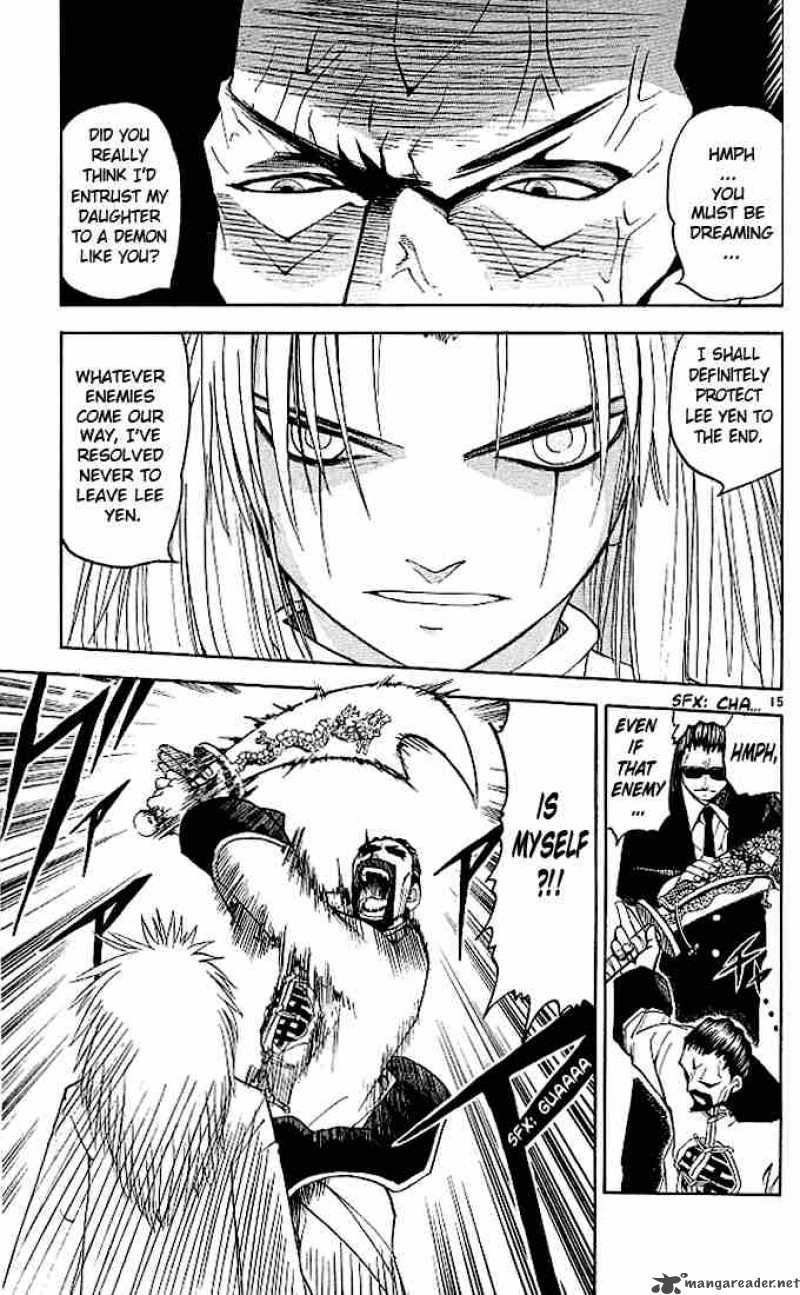 HMPH
...
YOU
MUST BE
DREAMING
...
DID YOU
REALLY
THINK I'D
ENTRUST MY
DAUGHTER
TO A DEMON
LIKE YOU?
I SHALL
DEFINITELY
PROTECT
LEE YEN TO
THE END.
WHATEVER
ENEMIES
COME OUR
WAY, I'VE
RESOLVED
NEVER TO
LEAVE LEE
YEN.
SFX: CHA...
15
HMPH,
EVEN
IF
THAT
ENEMY
...
IS
MYSELF
?!!
SFX: GUAAAA
mangareader.net